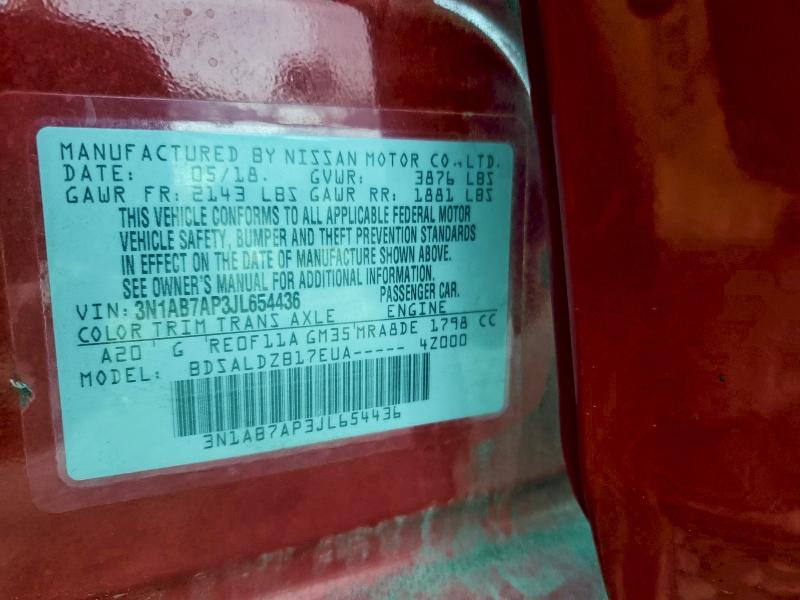 MANUFACTURED BY NISSAN MOTOR CO.,LTD.
DATE: 05/18. GVWR: 3876 LBS
GAWR FR: 2143 LBS GAWR RR: 1881 LBS
THIS VEHICLE CONFORMS TO ALL APPLICABLE FEDERAL MOTOR
VEHICLE SAFETY, BUMPER AND THEFT PREVENTION STANDARDS
IN EFFECT ON THE DATE OF MANUFACTURE SHOWN ABOVE.
SEE OWNER'S MANUAL FOR ADDITIONAL INFORMATION.
VIN: 3N1AB7AP3JL654436 PASSENGER CAR.
COLOR TRIM TRANS AXLE ENGINE
A20 ' G 'RE0F11A GM35'MRA8DE 1798 CC
MODEL: BDSALDZB17EUA----- 4Z000
3N1AB7AP3JL654436